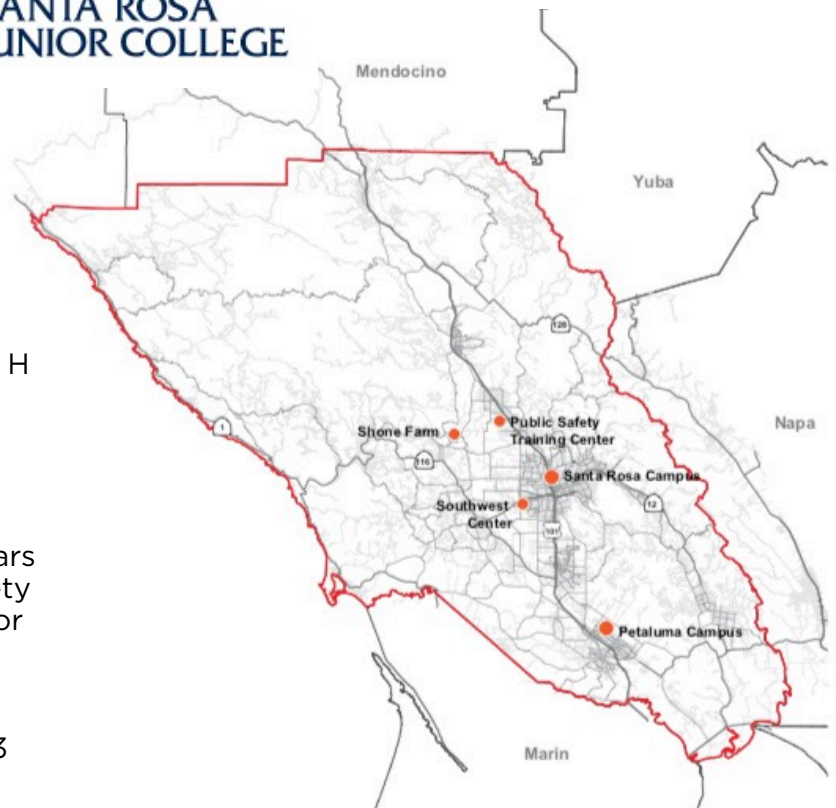 ANTA ROSA
UNIOR COLLEGE
Mendocino
Yuba
128
H
Napa
1
Shone Farm
Public Safety
Training Center
116
Santa Rosa Campus
12
Southwest
Center
101
ars
ety
or
Petaluma Campus
3
Marin